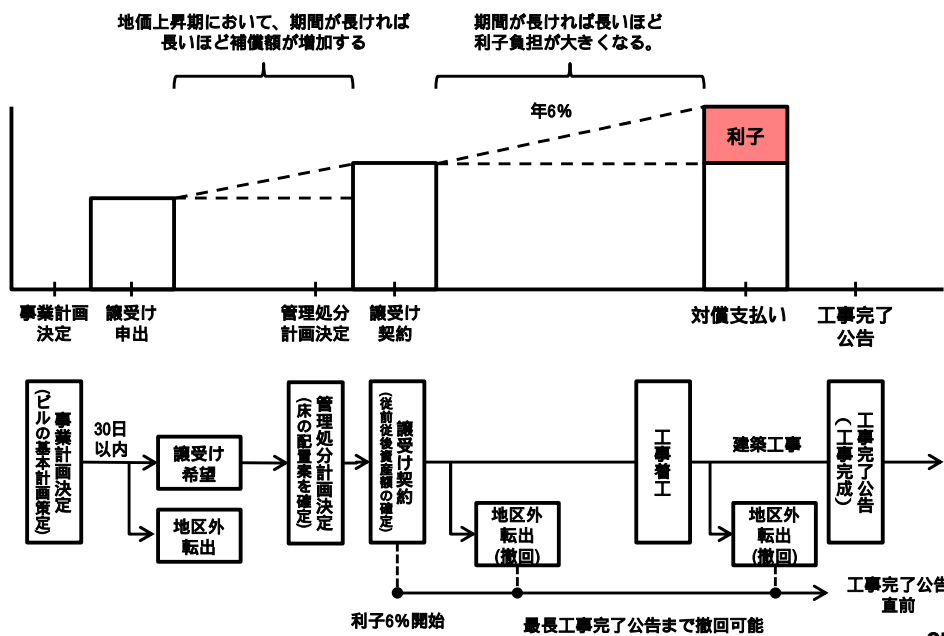 地価上昇期において、期間が長ければ
長いほど補償額が増加する
期間が長ければ長いほど
利子負担が大きくなる。
年6%
利子
事業計画
決定
譲受け
申出
管理処分
計画決定
譲受け
契約
対償支払い
工事完了
公告
事業計画決定
(ビルの基本計画策定)
30日
以内
譲受け
希望
地区外
転出
管理処分計画決定
(床の配置案を確定)
譲受け契約
(従前従後資産額の確定)
地区外
転出
(撤回)
工事着工
建築工事
地区外
転出
(撤回)
工事完了公告
(工事完成)
利子6%開始
最長工事完了公告まで撤回可能
工事完了公告
直前